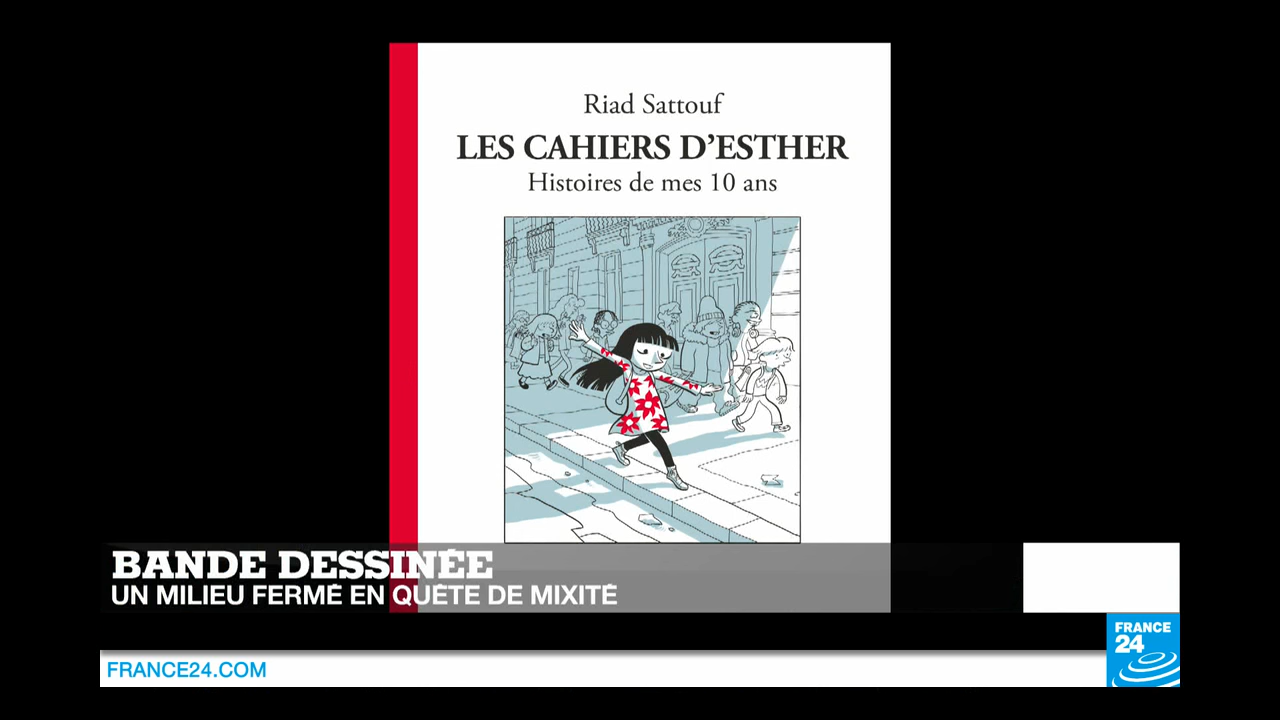 Riad Sattouf
LES CAHIERS D'ESTHER
Histoires de mes 10 ans
BANDE DESSINÉE
UN MILIEU FERMÉ EN QUÊTE DE MIXITÉ
FRANCE
24
FRANCE24.COM